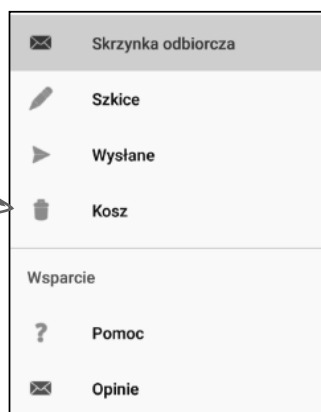 Skrzynka odbiorcza
Szkice
Wysłane
Kosz
Wsparcie
Pomoc
Opinie